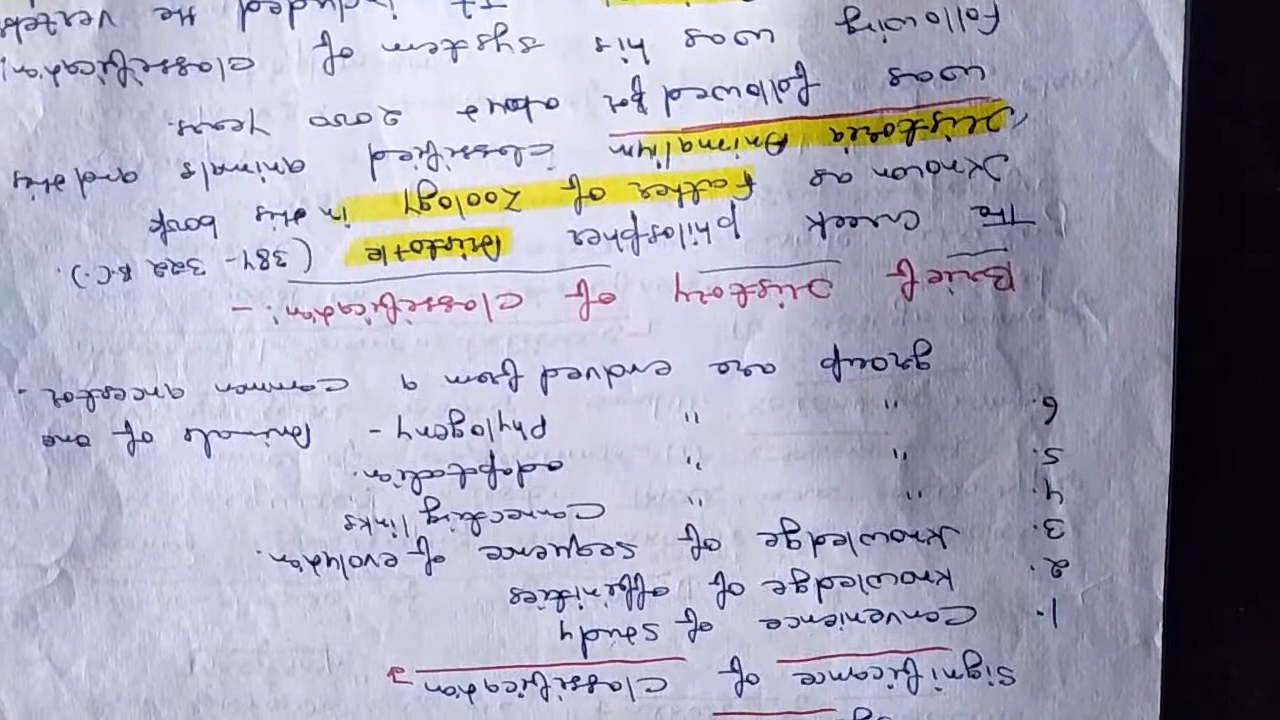 Significance of classification →
1. Convenience of study
2. Knowledge of affinities
3. Knowledge of sequence of evolution.
4. " " Connecting links
5. " " adaptation.
6. " " phylogeny - Animals of one
group are evolved from a common ancestor.
Brief History of classification:-
The Greek philospher Aristotle (384-322 B.C.).
Known as Father of Zoology in his book
Historia Animalium classified animals and this
was followed for about 2000 years.
Following was his system of classification
It included the verteb